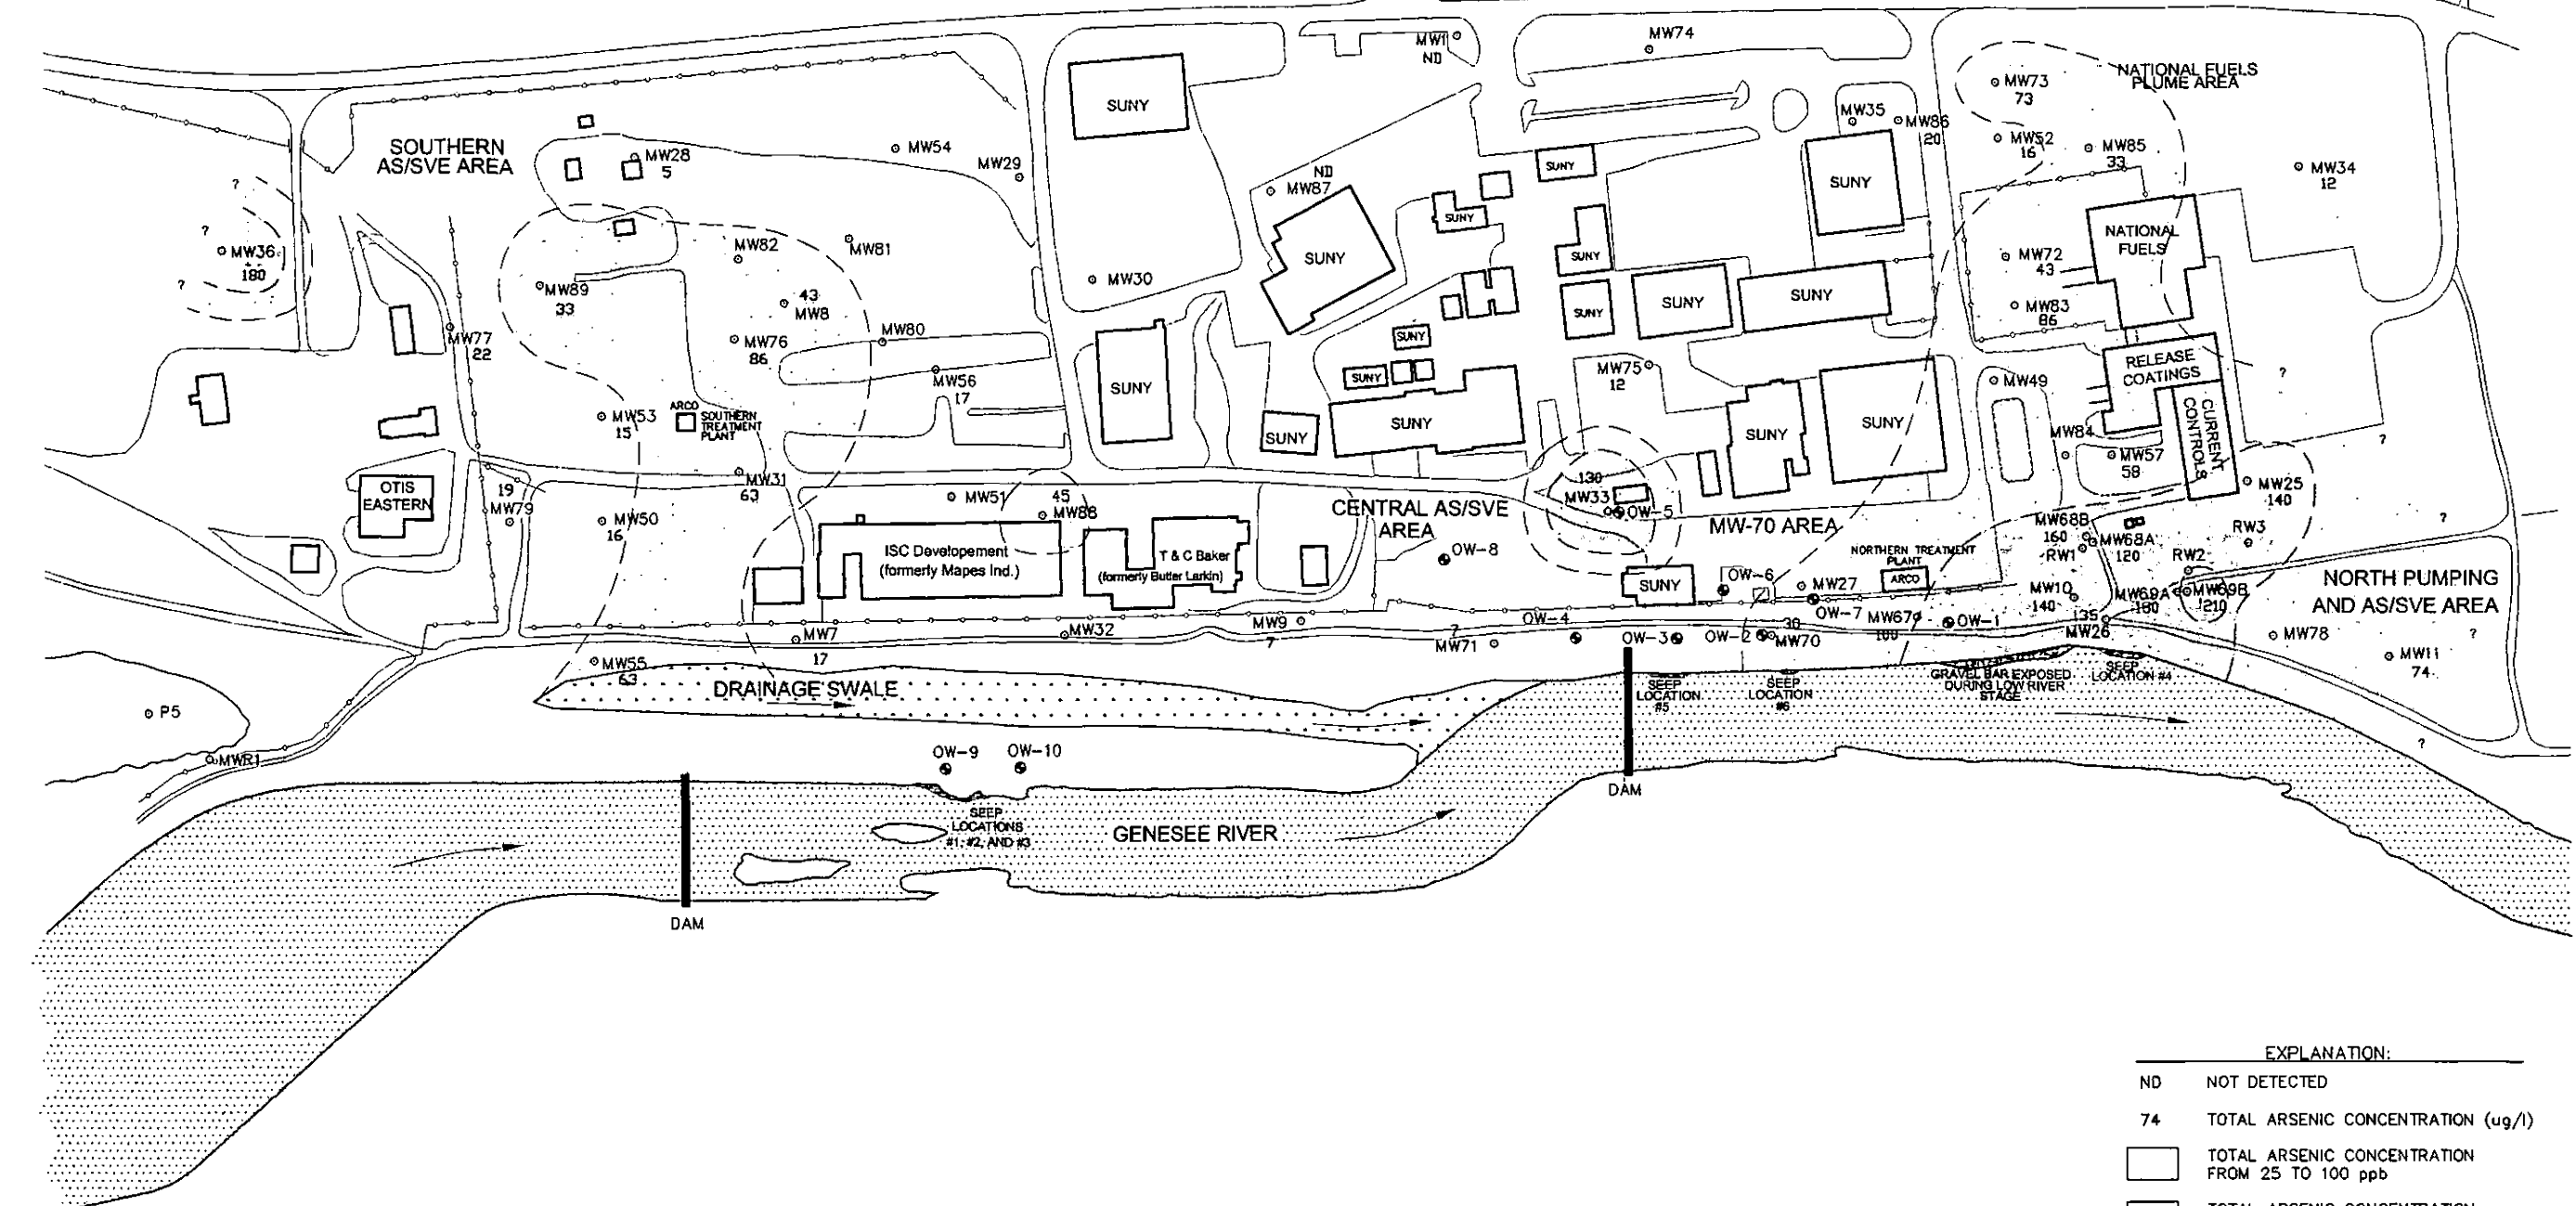 MW1
ND
MW74
NATIONAL FUELS
PLUME AREA
MW73
73
MW35
MW86
20
MW52
16
MW85
33
MW34
12
SOUTHERN
AS/SVE AREA
MW28
5
MW54
MW29
SUNY
ND
MW87
SUNY
SUNY
SUNY
?
?
?
MW36
180
MW82
MW81
MW89
33
43
MW8
MW30
SUNY
SUNY
SUNY
SUNY
SUNY
SUNY
NATIONAL
FUELS
MW72
43
MW83
86
MW77
22
MW76
86
MW80
MW56
17
SUNY
SUNY
SUNY
MW75
12
MW49
RELEASE
COATINGS
CURRENT
CONTROLS
?
MW53
15
ARCO
SOUTHERN
TREATMENT
PLANT
SUNY
SUNY
SUNY
SUNY
MW84
MW57
58
?
MW25
140
OTIS
EASTERN
19
MW79
MW31
63
MW50
16
MW51
45
MW88
CENTRAL AS/SVE
AREA
130
MW33
OW-5
MW-70 AREA
MW68B
160
MW68A
120
RW1
RW3
?
RW2
ISC Developement
(formerly Mapes Ind.)
T & C Baker
(formerly Butler Larkin)
OW-8
NORTHERN TREATMENT
PLANT
ARCO
SUNY
OW-6
MW27
OW-7
MW67
100
OW-1
MW10
140
MW69A
180
MW69B
210
135
MW26
NORTH PUMPING
AND AS/SVE AREA
MW7
17
MW32
MW9
7
?
MW71
OW-4
OW-3
OW-2
30
MW70
MW78
?
MW11
74
MW55
63
DRAINAGE SWALE
SEEP
LOCATION
#5
SEEP
LOCATION
#6
GRAVEL BAR EXPOSED
DURING LOW RIVER
STAGE
SEEP
LOCATION #4
P5
MWR1
OW-9
OW-10
?
DAM
SEEP
LOCATIONS
#1, #2, AND #3
GENESEE RIVER
DAM
EXPLANATION:
ND NOT DETECTED
74 TOTAL ARSENIC CONCENTRATION (ug/l)
TOTAL ARSENIC CONCENTRATION
FROM 25 TO 100 ppb
TOTAL ARSENIC CONCENTRATION